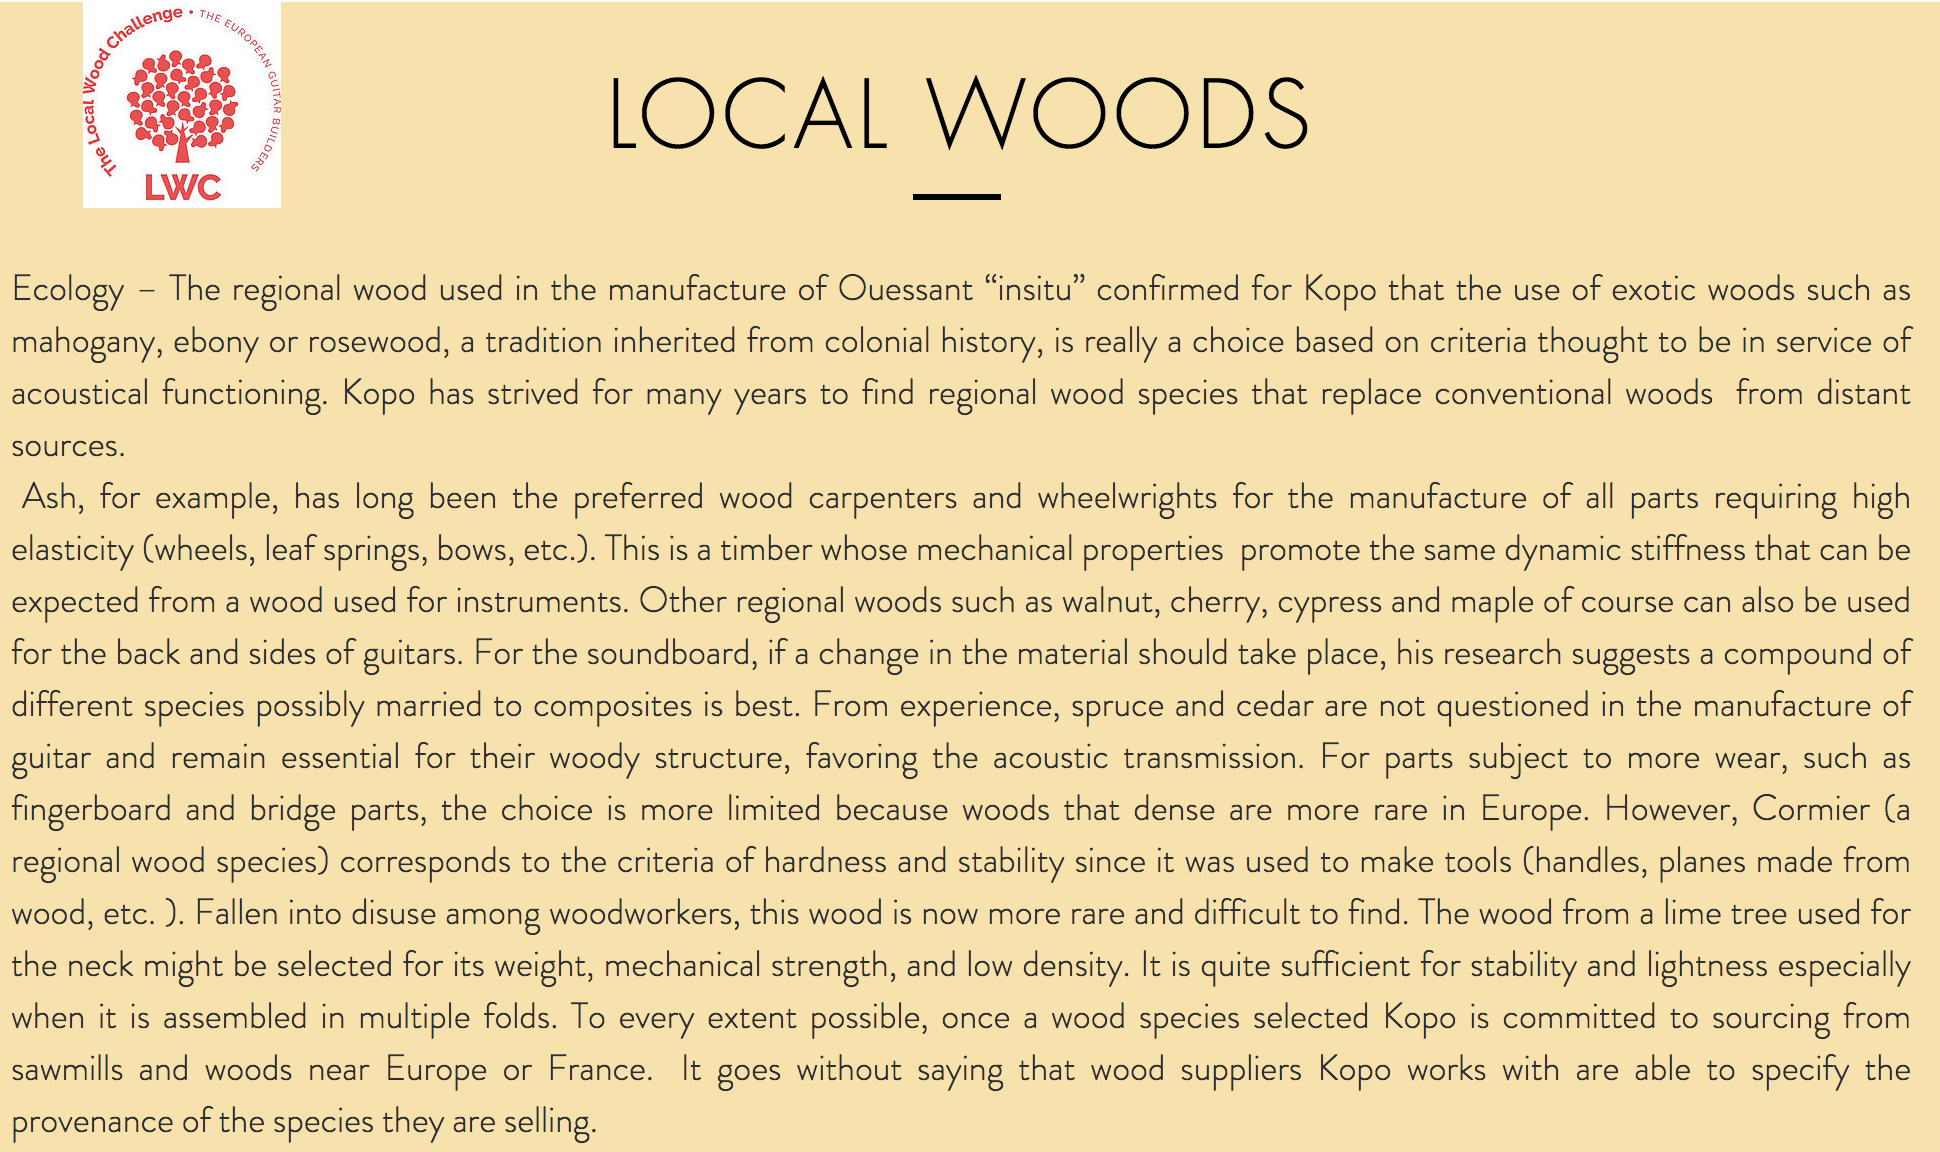 The Local Wood Challenge • THE EUROPEAN GUITAR BUILDERS
LWC
LOCAL WOODS
Ecology – The regional wood used in the manufacture of Ouessant “insitu” confirmed for Kopo that the use of exotic woods such as
mahogany, ebony or rosewood, a tradition inherited from colonial history, is really a choice based on criteria thought to be in service of
acoustical functioning. Kopo has strived for many years to find regional wood species that replace conventional woods  from distant
sources.
Ash, for example, has long been the preferred wood carpenters and wheelwrights for the manufacture of all parts requiring high
elasticity (wheels, leaf springs, bows, etc.). This is a timber whose mechanical properties  promote the same dynamic stiffness that can be
expected from a wood used for instruments. Other regional woods such as walnut, cherry, cypress and maple of course can also be used
for the back and sides of guitars. For the soundboard, if a change in the material should take place, his research suggests a compound of
different species possibly married to composites is best. From experience, spruce and cedar are not questioned in the manufacture of
guitar and remain essential for their woody structure, favoring the acoustic transmission. For parts subject to more wear, such as
fingerboard and bridge parts, the choice is more limited because woods that dense are more rare in Europe. However, Cormier (a
regional wood species) corresponds to the criteria of hardness and stability since it was used to make tools (handles, planes made from
wood, etc. ). Fallen into disuse among woodworkers, this wood is now more rare and difficult to find. The wood from a lime tree used for
the neck might be selected for its weight, mechanical strength, and low density. It is quite sufficient for stability and lightness especially
when it is assembled in multiple folds. To every extent possible, once a wood species selected Kopo is committed to sourcing from
sawmills and woods near Europe or France.  It goes without saying that wood suppliers Kopo works with are able to specify the
provenance of the species they are selling.